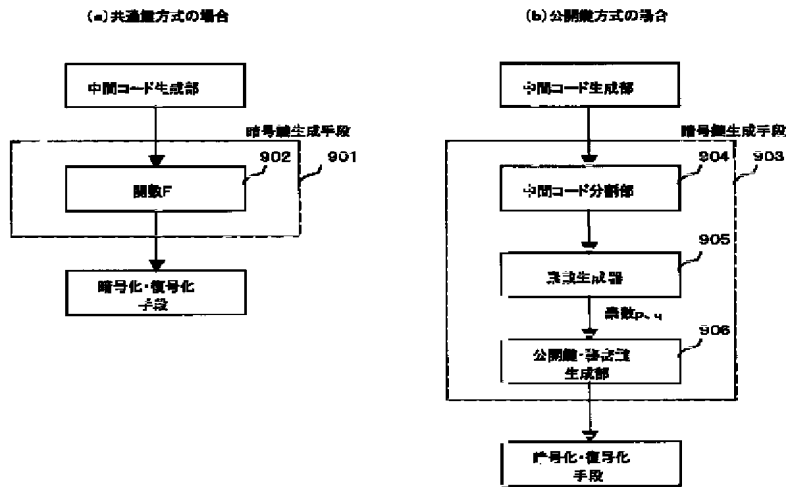 (a)共通鍵方式の場合
中間コード生成部
暗号鍵生成手段
902
901
関数F
暗号化・復号化
手段
(b)公開鍵方式の場合
中間コード生成部
暗号鍵生成手段
904
903
中間コード分割部
905
素数生成器
素数p、q
906
公開鍵・秘密鍵
生成部
暗号化・復号化
手段